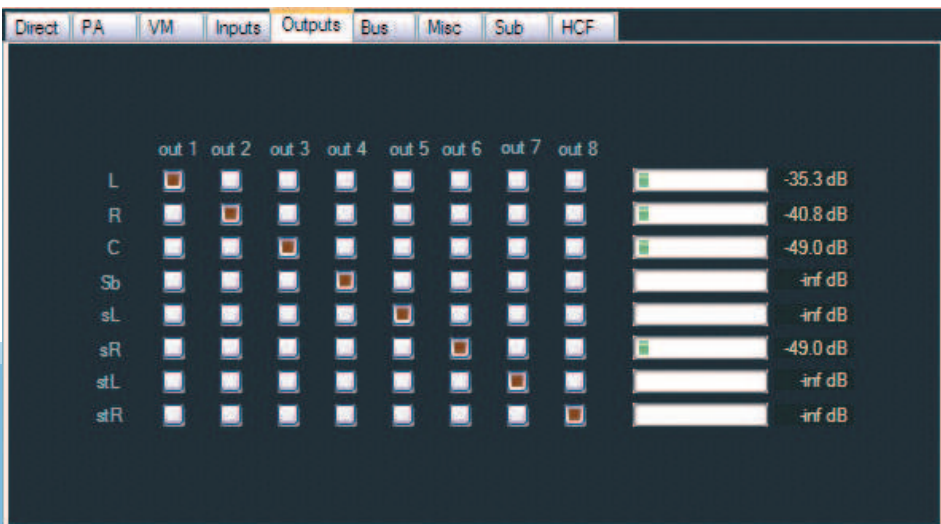 Direct PA VM Inputs Outputs Bus Misc Sub HCF
out 1 out 2 out 3 out 4 out 5 out 6 out 7 out 8
L -35.3 dB
R -40.8 dB
C -49.0 dB
Sb -inf dB
sL -inf dB
sR -49.0 dB
stL -inf dB
stR -inf dB